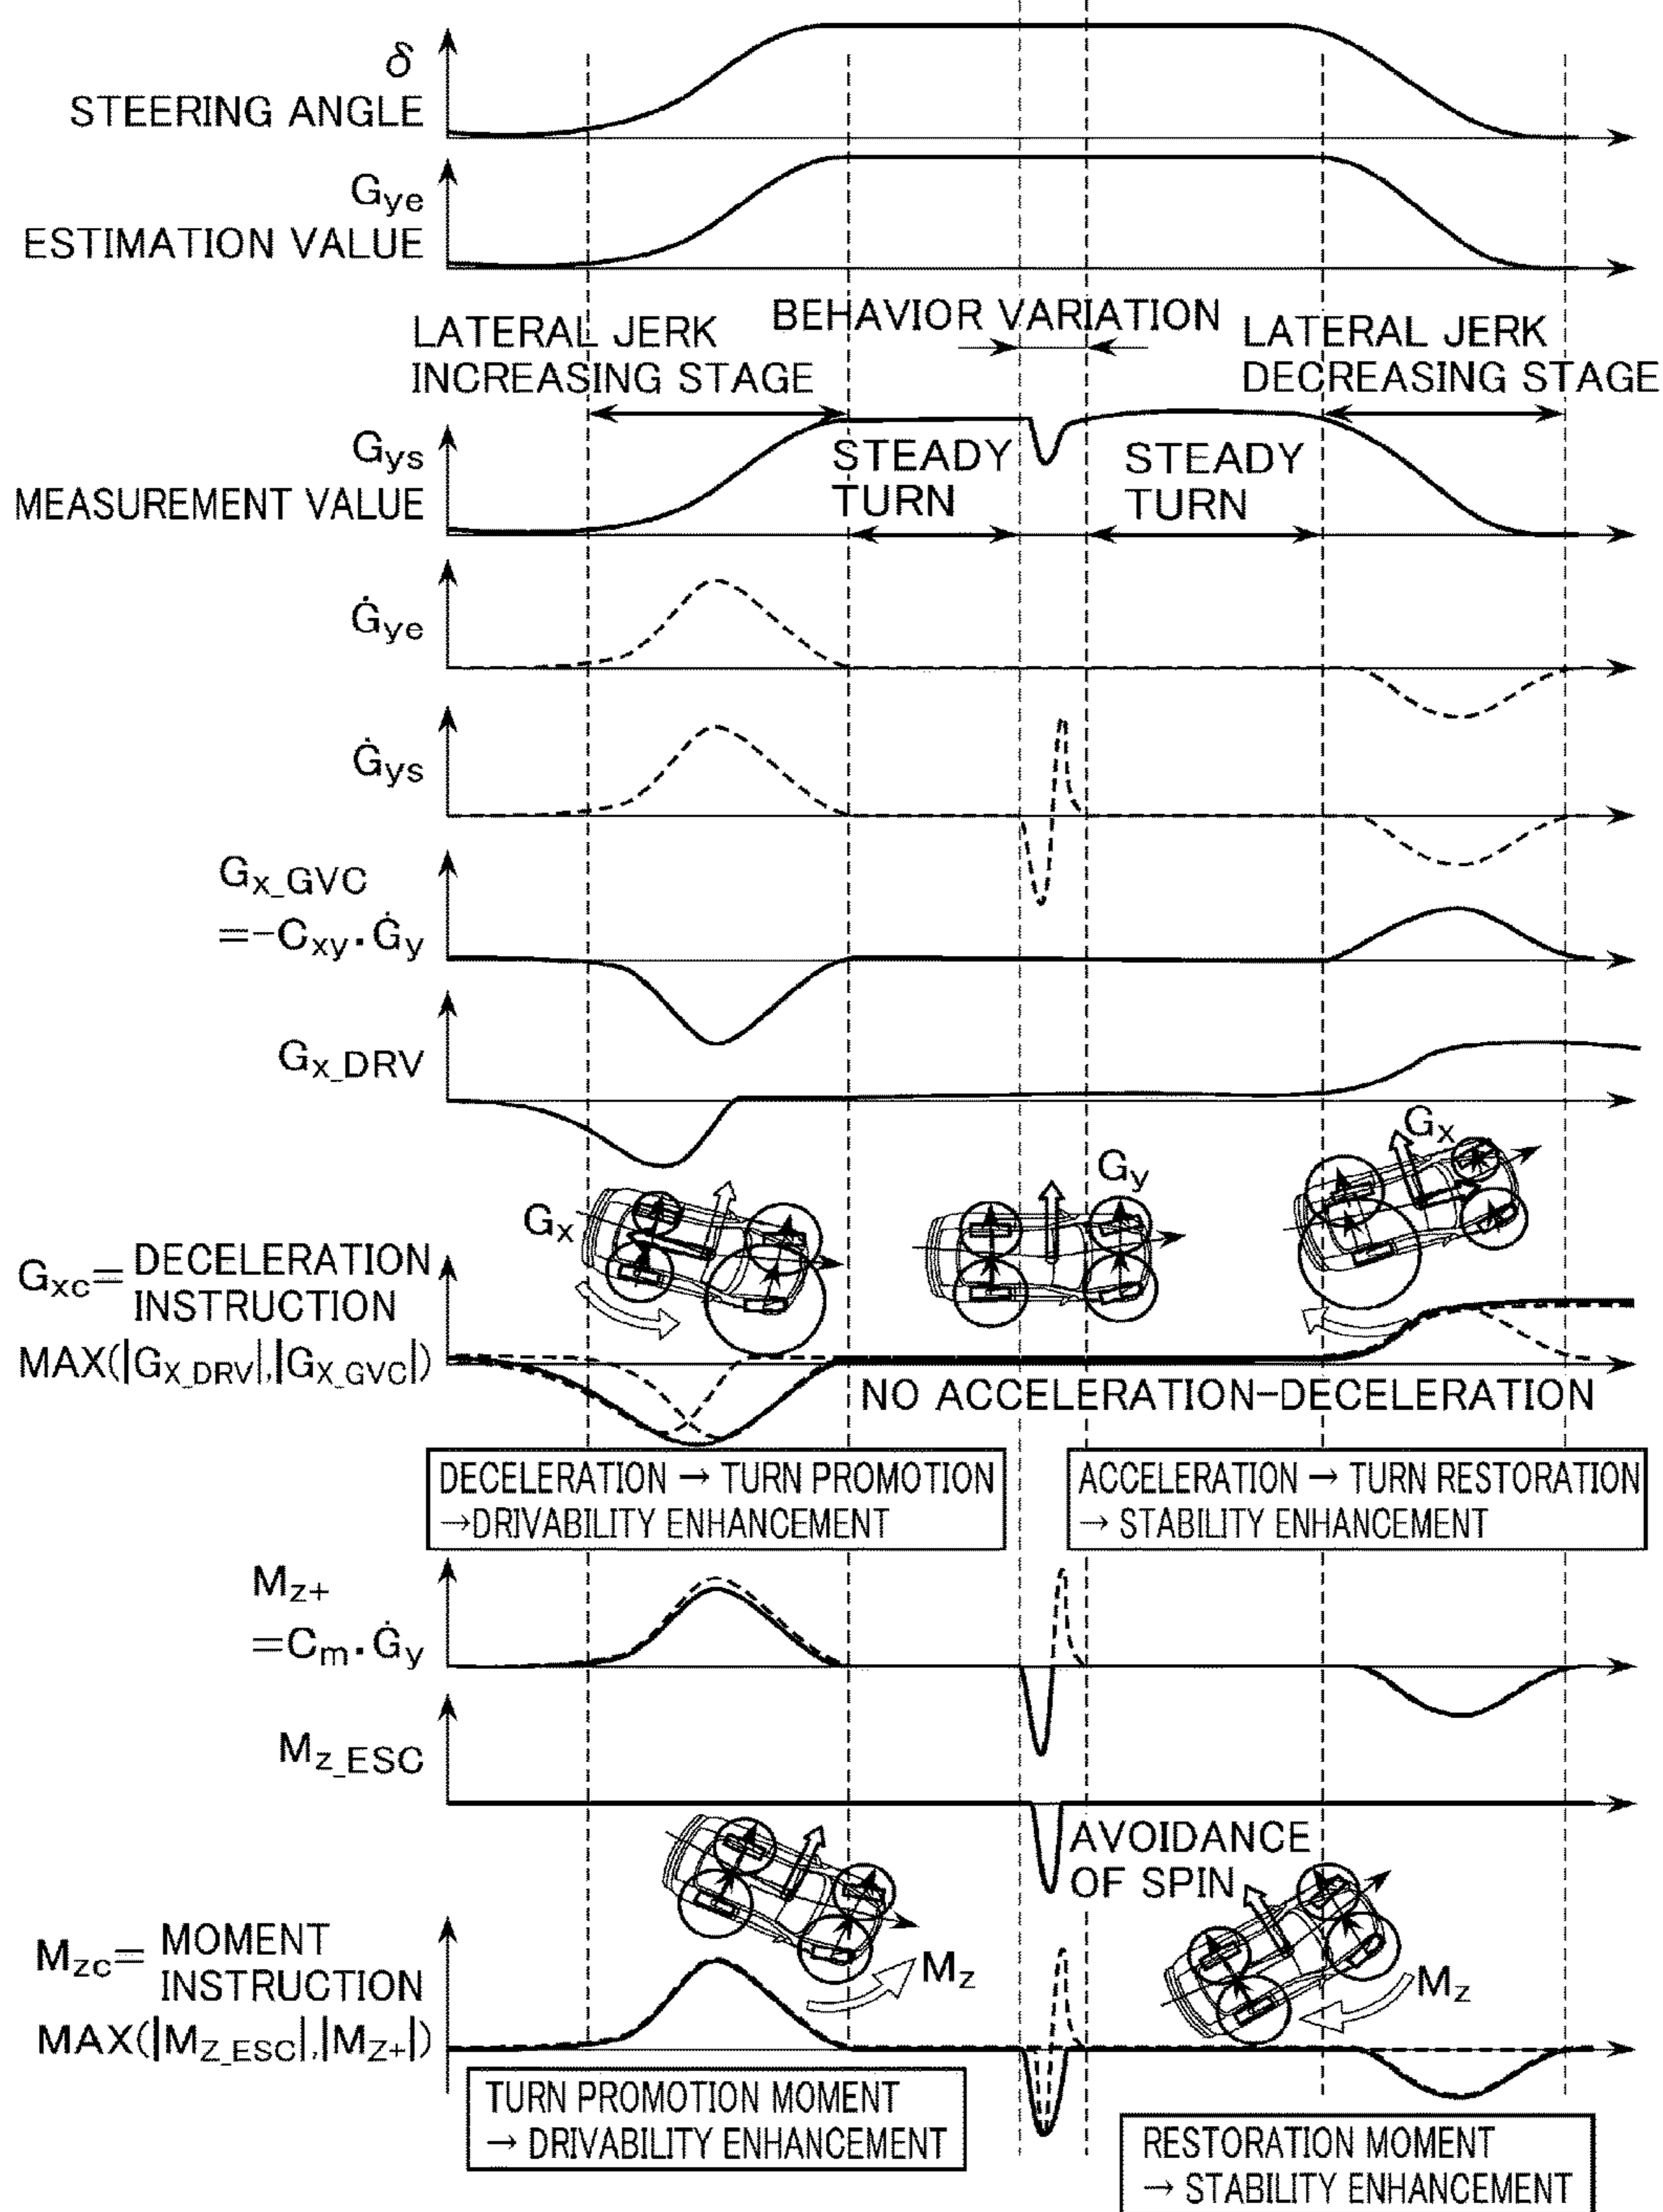 δ
STEERING ANGLE
Gye
ESTIMATION VALUE
BEHAVIOR VARIATION
LATERAL JERK
INCREASING STAGE
LATERAL JERK
DECREASING STAGE
Gys
MEASUREMENT VALUE
STEADY
TURN
STEADY
TURN
Ġye
Ġys
Gx_GVC
=-Cxy·Ġy
Gx_DRV
Gx
Gy
Gx
Gxc= DECELERATION
INSTRUCTION
MAX(|GX_DRV|,|GX_GVC|)
NO ACCELERATION-DECELERATION
DECELERATION → TURN PROMOTION
→DRIVABILITY ENHANCEMENT
ACCELERATION → TURN RESTORATION
→ STABILITY ENHANCEMENT
Mz+
=Cm·Ġy
Mz_ESC
AVOIDANCE
OF SPIN
Mzc= MOMENT
INSTRUCTION
MAX(|MZ_ESC|,|MZ+|)
Mz
Mz
TURN PROMOTION MOMENT
→ DRIVABILITY ENHANCEMENT
RESTORATION MOMENT
→ STABILITY ENHANCEMENT